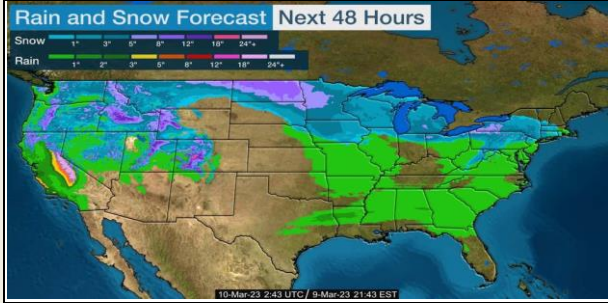 Rain and Snow Forecast Next 48 Hours
Snow 1" 3" 5" 8" 12" 18" 24"+
Rain 1" 2" 3" 5" 8" 12" 18" 24"+
10-Mar-23 2:43 UTC / 9-Mar-23 21:43 EST